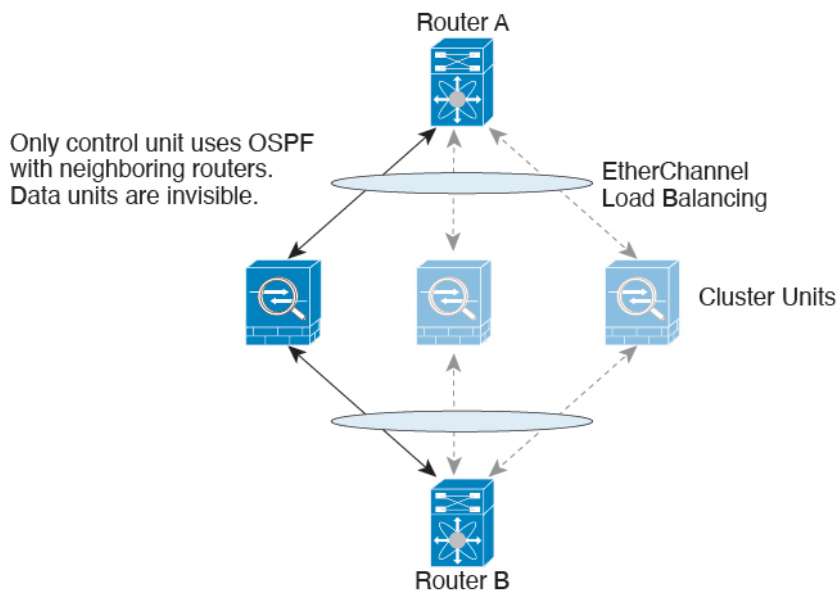 Router A
Only control unit uses OSPF
with neighboring routers.
Data units are invisible.
EtherChannel
Load Balancing
Cluster Units
Router B